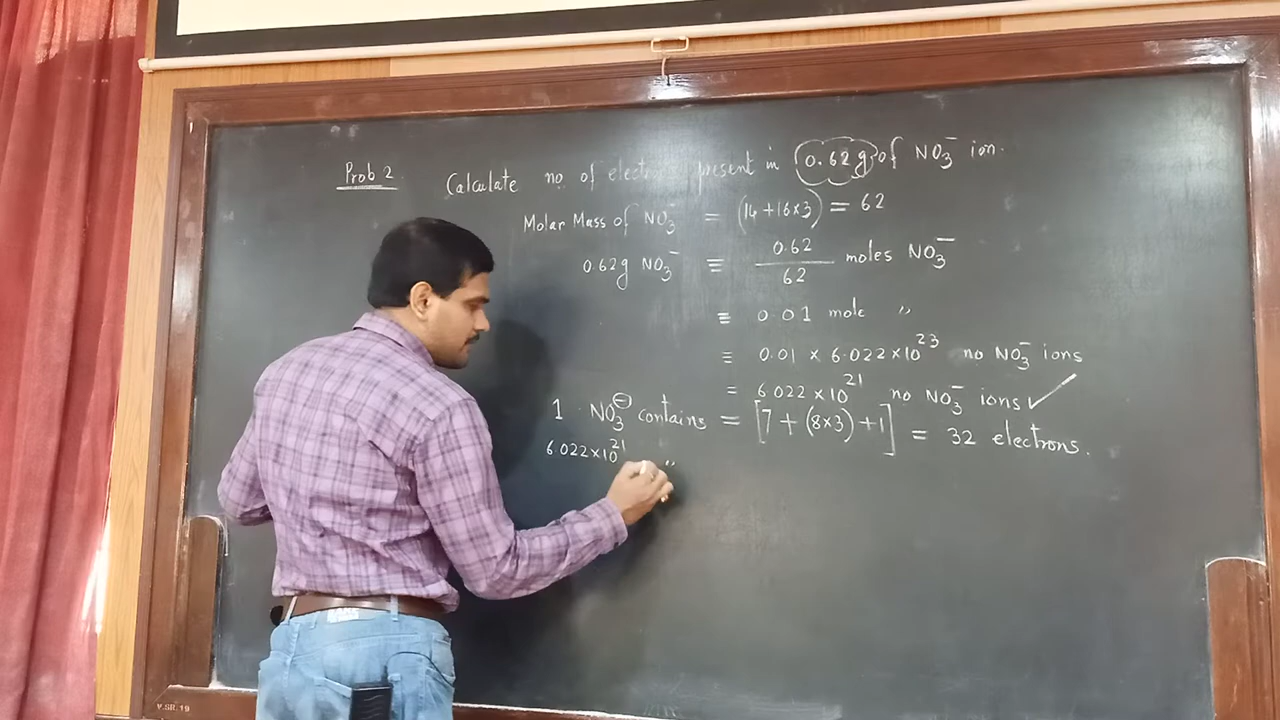 Prob 2. Calculate no of electrons present in 0.62g of NO₃⁻ ion.
Molar Mass of NO₃⁻ = (14+16×3) = 62
0.62g NO₃⁻ ≡ 0.62/62 moles NO₃⁻
≡ 0.01 mole "
≡ 0.01 × 6.022×10²³ no NO₃⁻ ions
= 6.022×10²¹ no NO₃⁻ ions ✓
1 NO₃⊖ contains = [7+(8×3)+1] = 32 electrons.
6.022×10²¹ "
V.SR.19